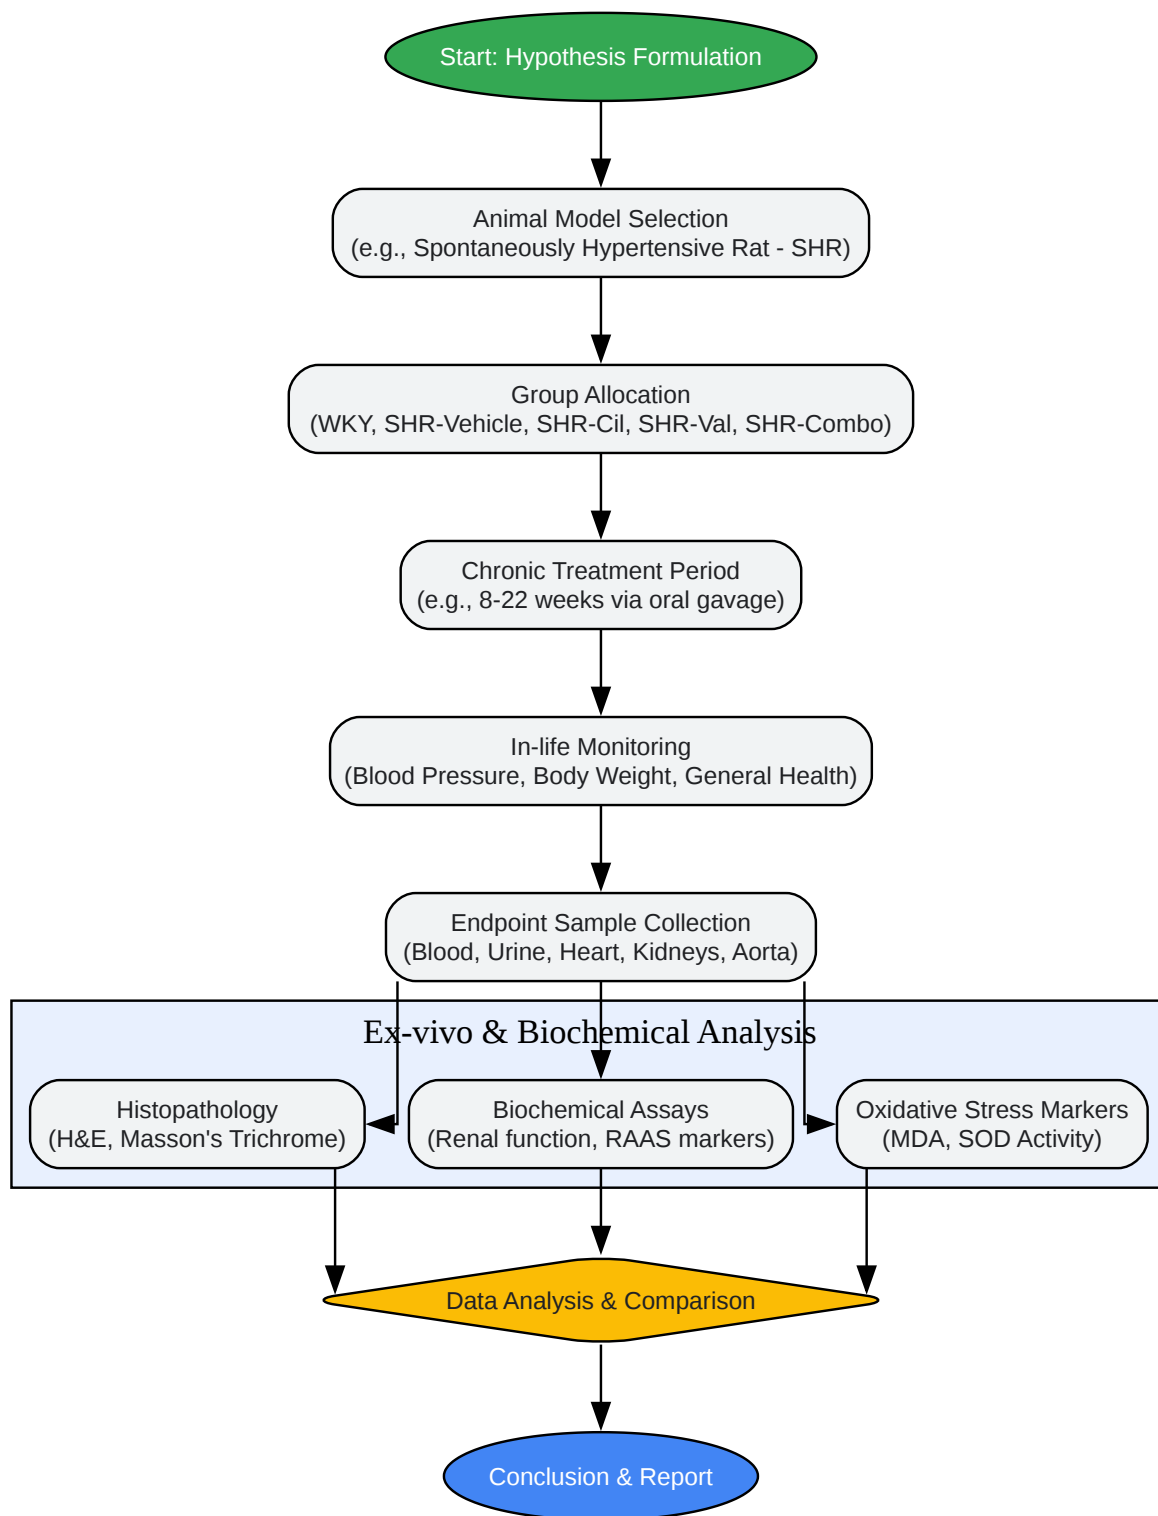 Start: Hypothesis Formulation
Animal Model Selection
(e.g., Spontaneously Hypertensive Rat - SHR)
Group Allocation
(WKY, SHR-Vehicle, SHR-Cil, SHR-Val, SHR-Combo)
Chronic Treatment Period
(e.g., 8-22 weeks via oral gavage)
In-life Monitoring
(Blood Pressure, Body Weight, General Health)
Endpoint Sample Collection
(Blood, Urine, Heart, Kidneys, Aorta)
Ex-vivo & Biochemical Analysis
Histopathology
(H&E, Masson's Trichrome)
Biochemical Assays
(Renal function, RAAS markers)
Oxidative Stress Markers
(MDA, SOD Activity)
Data Analysis & Comparison
Conclusion & Report